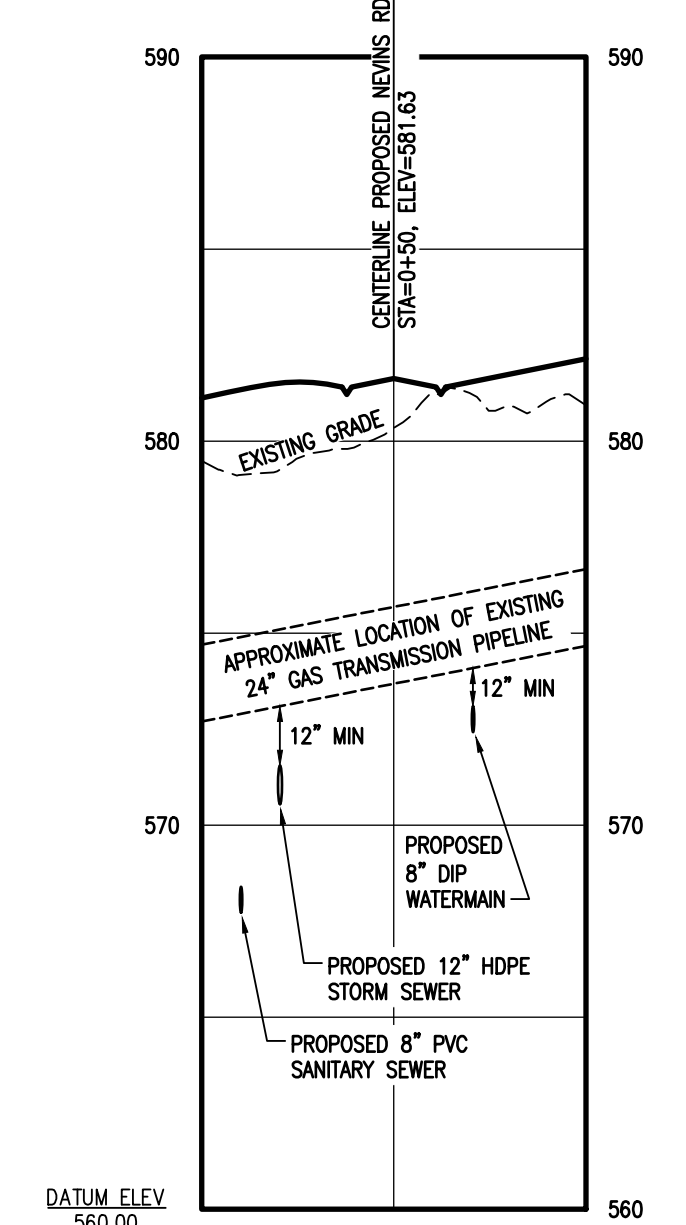 CENTERLINE PROPOSED NEVINS RD
STA=0+50, ELEV=581.63
590
590
EXISTING GRADE
580
580
APPROXIMATE LOCATION OF EXISTING
24" GAS TRANSMISSION PIPELINE
12" MIN
12" MIN
570
570
PROPOSED
8" DIP
WATERMAIN
PROPOSED 12" HDPE
STORM SEWER
PROPOSED 8" PVC
SANITARY SEWER
DATUM ELEV
560.00
560